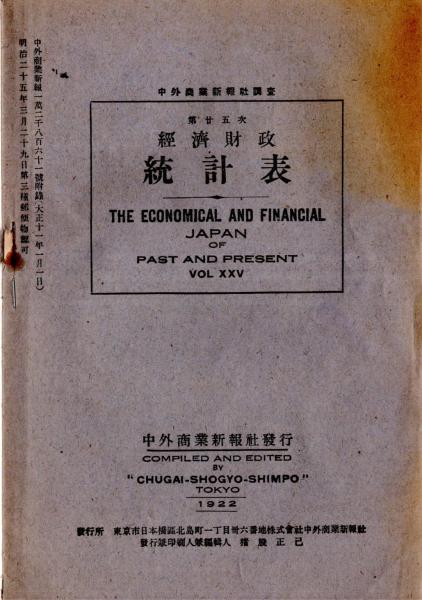 中外商業新報一萬二千八百六十一號附錄(大正十一年一月一日)
明治二十五年三月二十九日第三種郵便物認可
中外商業新報社調査
第廿五次
經濟財政
統計表
THE ECONOMICAL AND FINANCIAL
JAPAN
OF
PAST AND PRESENT
VOL XXV
中外商業新報社發行
COMPILED AND EDITED
BY
"CHUGAI-SHOGYO-SHIMPO"
TOKYO
1922
發行所 東京市日本橋區北島町一丁目卅六番地株式會社中外商業新報社
發行兼印刷人兼編輯人 猪股正己